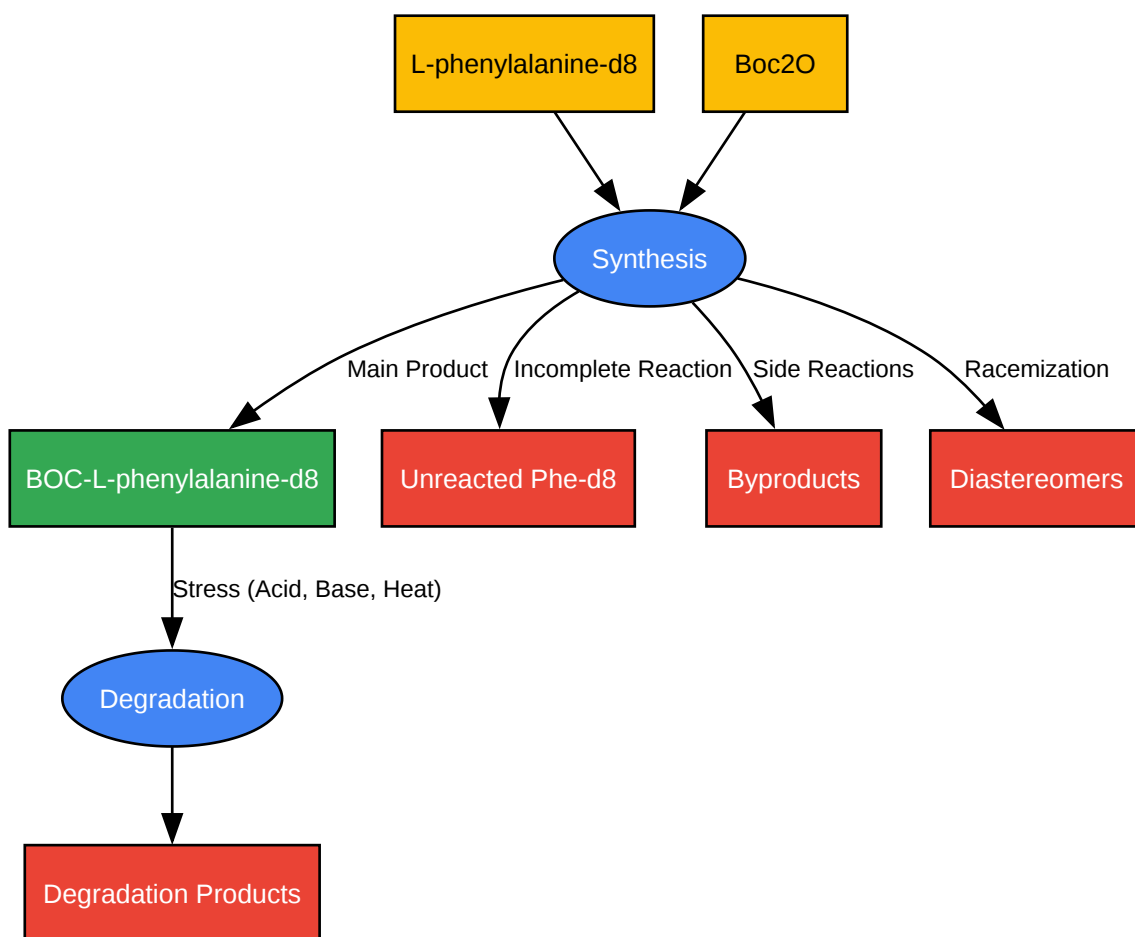 L-phenylalanine-d8
Boc2O
Synthesis
Main Product
Incomplete Reaction
Side Reactions
Racemization
BOC-L-phenylalanine-d8
Unreacted Phe-d8
Byproducts
Diastereomers
Stress (Acid, Base, Heat)
Degradation
Degradation Products